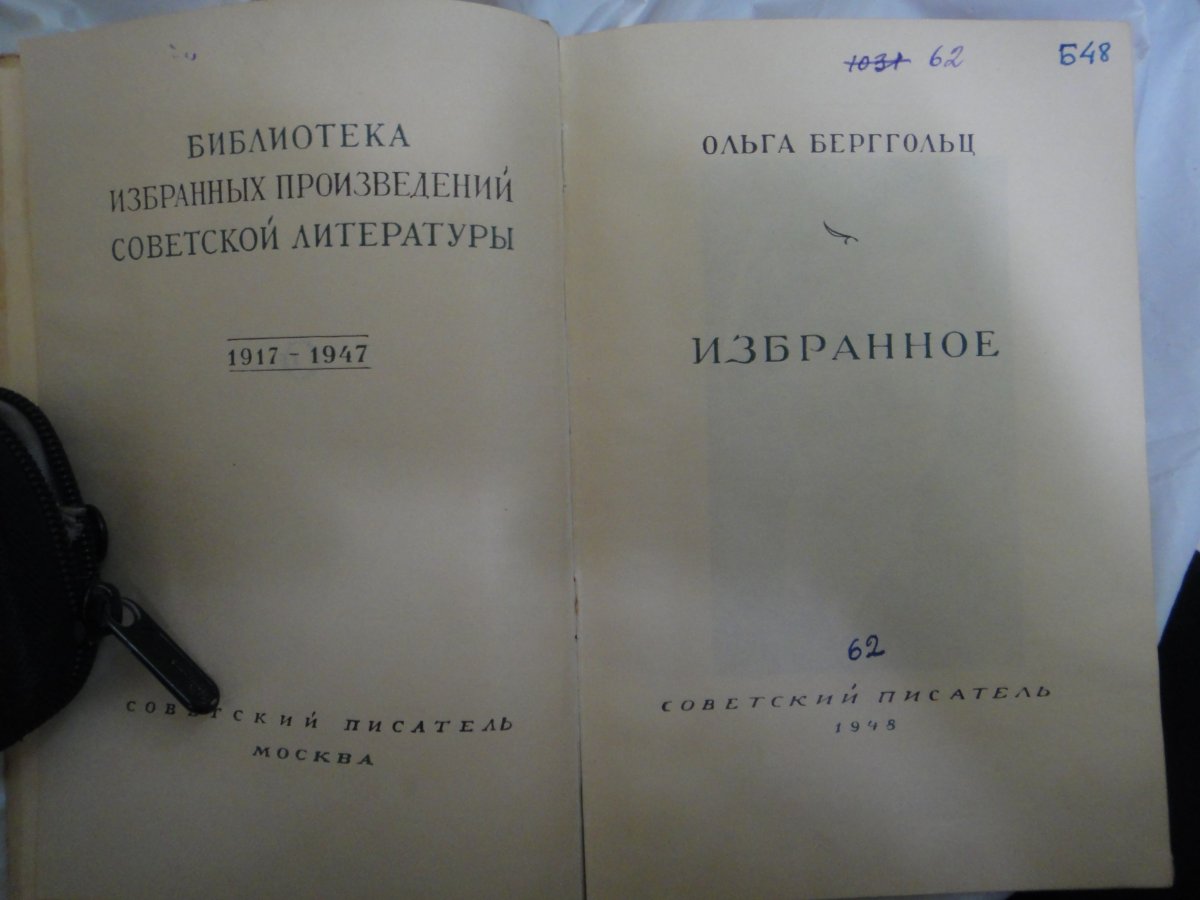 БИБЛИОТЕКА
ИЗБРАННЫХ ПРОИЗВЕДЕНИЙ
СОВЕТСКОЙ ЛИТЕРАТУРЫ
1917 - 1947
СОВЕТСКИЙ ПИСАТЕЛЬ
МОСКВА
1031 62
Б48
ОЛЬГА БЕРГГОЛЬЦ
ИЗБРАННОЕ
62
СОВЕТСКИЙ ПИСАТЕЛЬ
1948